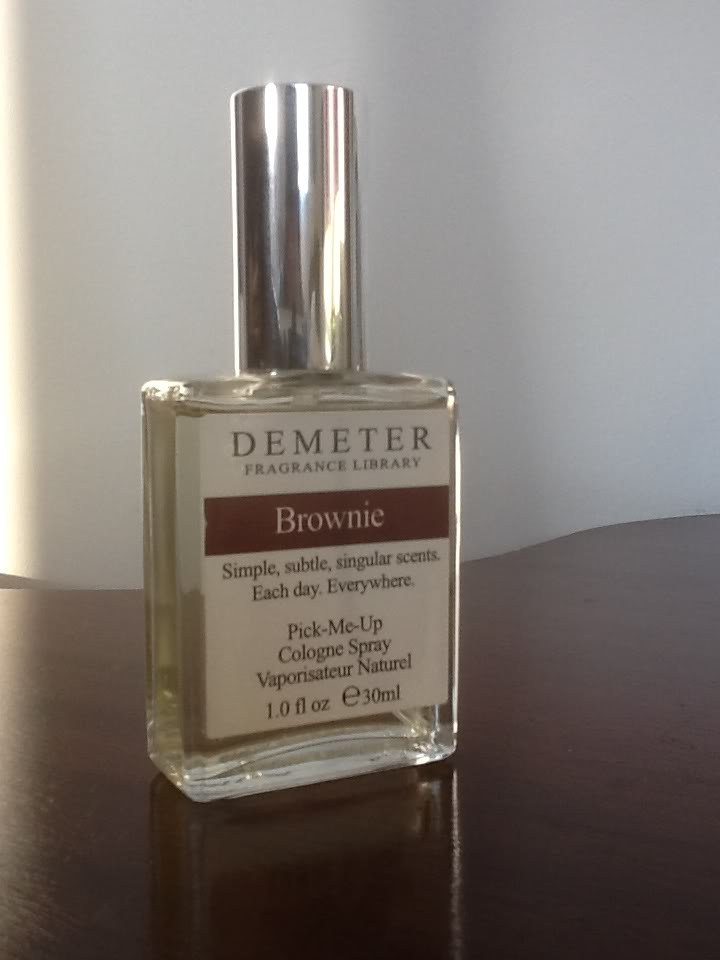 DEMETER
FRAGRANCE LIBRARY
Brownie
Simple, subtle, singular scents.
Each day. Everywhere.
Pick-Me-Up
Cologne Spray
Vaporisateur Naturel
1.0 fl oz ℮30ml